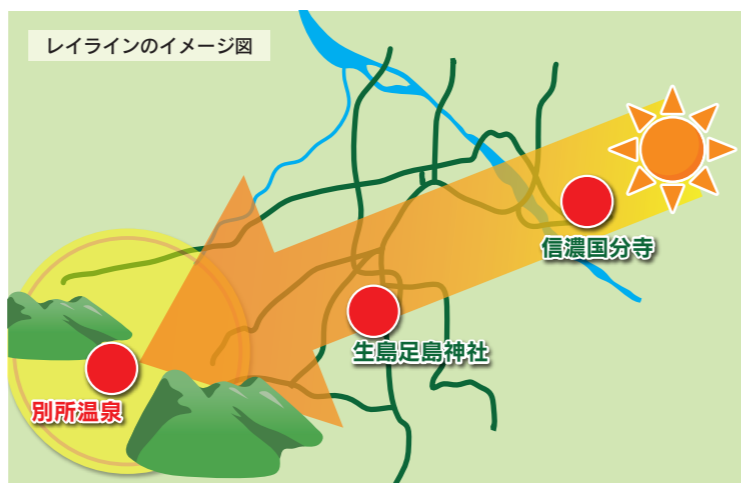 レイラインのイメージ図
信濃国分寺
生島足島神社
別所温泉